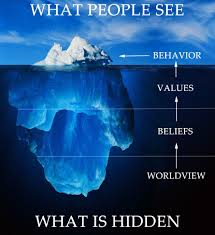 WHAT PEOPLE SEE
BEHAVIOR
VALUES
BELIEFS
WORLDVIEW
WHAT IS HIDDEN